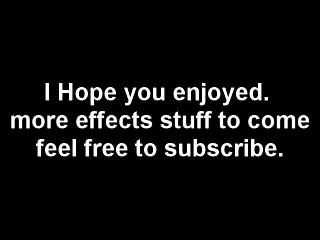 I Hope you enjoyed.
more effects stuff to come
feel free to subscribe.